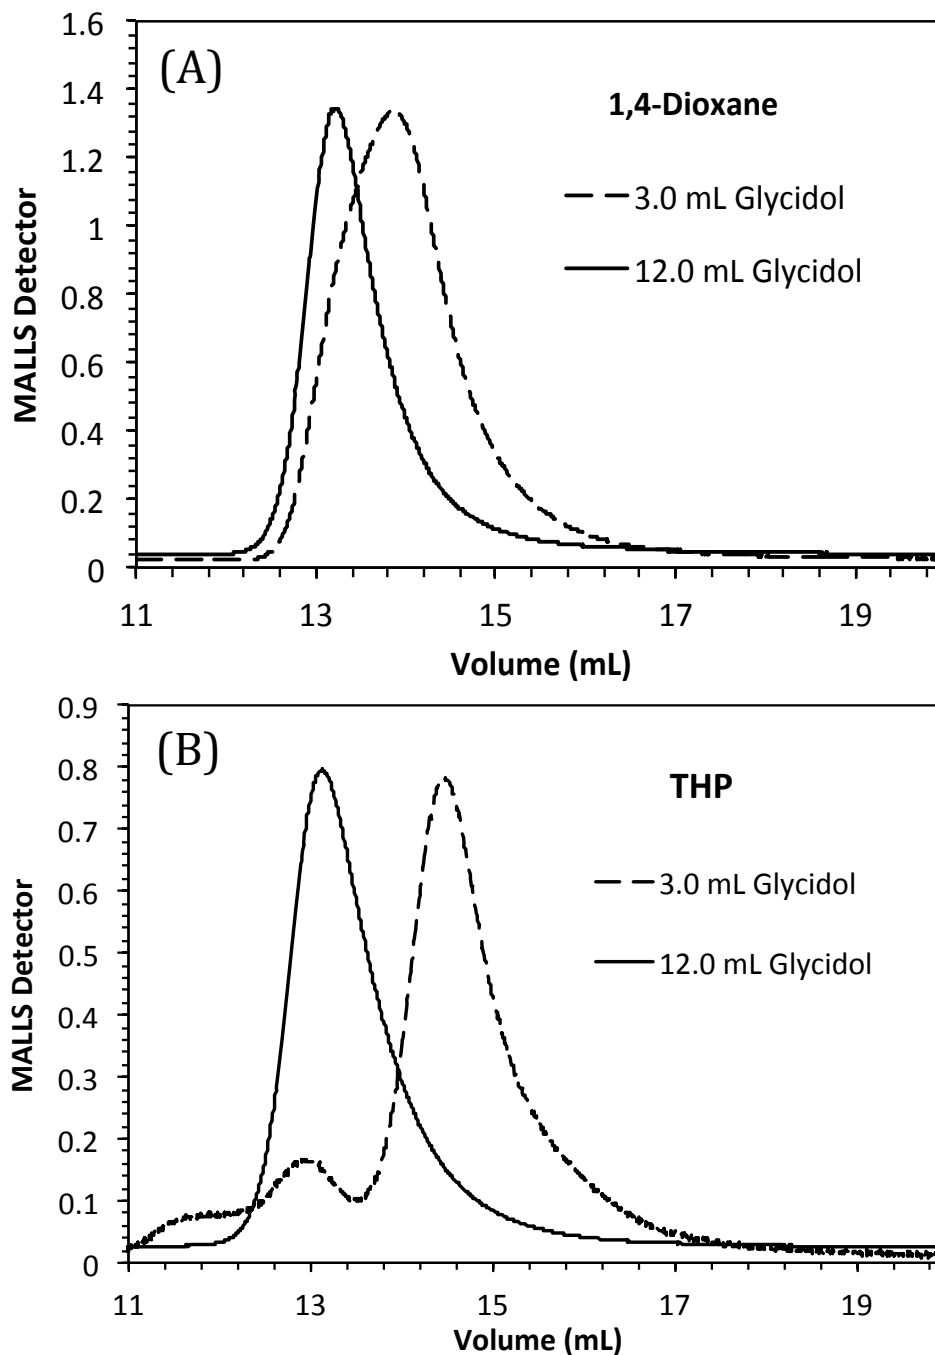 (A)
1,4-Dioxane
3.0 mL Glycidol
12.0 mL Glycidol
MALLS Detector
1.6
1.4
1.2
1
0.8
0.6
0.4
0.2
0
11 13 15 17 19
Volume (mL)
(B)
THP
3.0 mL Glycidol
12.0 mL Glycidol
MALLS Detector
0.9
0.8
0.7
0.6
0.5
0.4
0.3
0.2
0.1
0
11 13 15 17 19
Volume (mL)